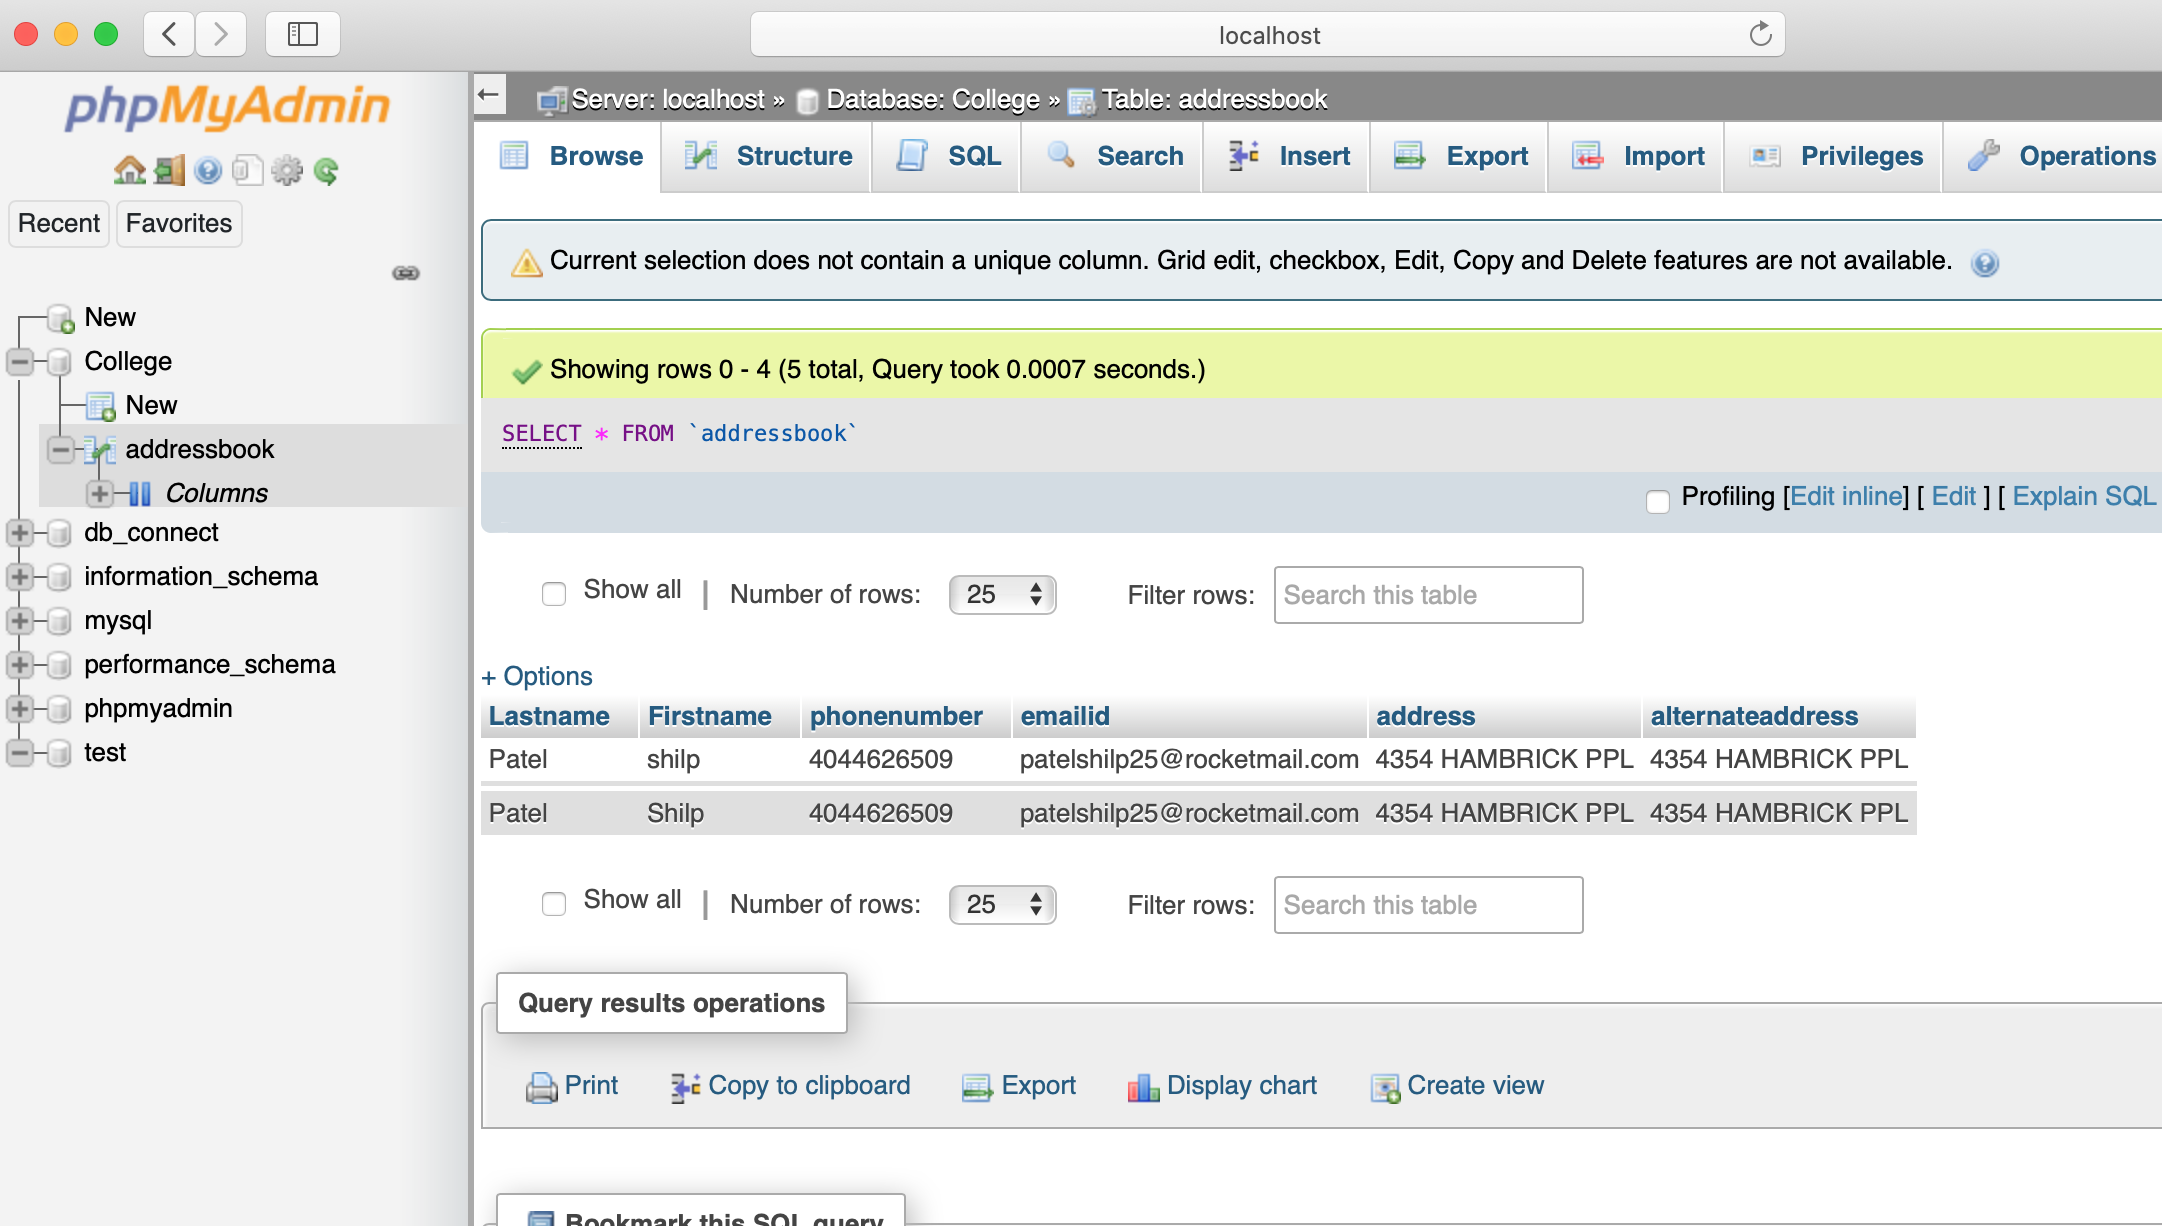 localhost
phpMyAdmin
Recent Favorites
New
College
New
addressbook
Columns
db_connect
information_schema
mysql
performance_schema
phpmyadmin
test
Server: localhost » Database: College » Table: addressbook
Browse Structure SQL Search Insert Export Import Privileges Operations
Current selection does not contain a unique column. Grid edit, checkbox, Edit, Copy and Delete features are not available.
Showing rows 0 - 4 (5 total, Query took 0.0007 seconds.)
SELECT * FROM `addressbook`
Profiling [Edit inline] [ Edit ] [ Explain SQL
Show all | Number of rows: 25 Filter rows: Search this table
+ Options
Lastname Firstname phonenumber emailid address alternateaddress
Patel shilp 4044626509 patelshilp25@rocketmail.com 4354 HAMBRICK PPL 4354 HAMBRICK PPL
Patel Shilp 4044626509 patelshilp25@rocketmail.com 4354 HAMBRICK PPL 4354 HAMBRICK PPL
Show all | Number of rows: 25 Filter rows: Search this table
Query results operations
Print Copy to clipboard Export Display chart Create view
Bookmark this SQL query